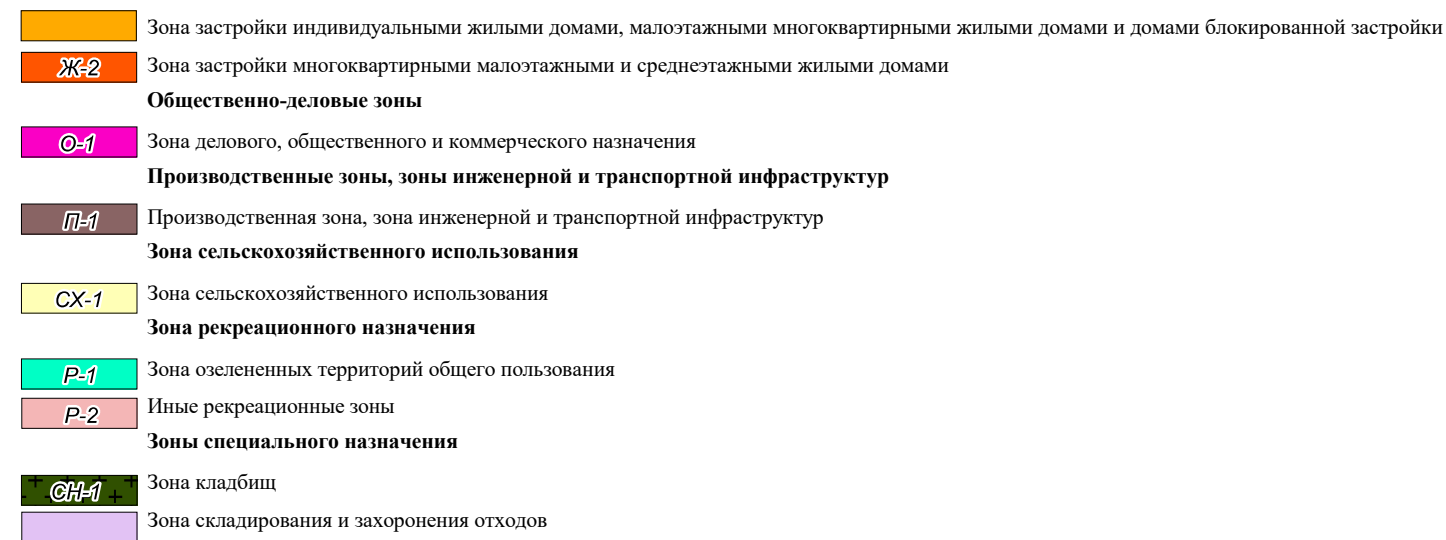 Зона застройки индивидуальными жилыми домами, малоэтажными многоквартирными жилыми домами и домами блокированной застройки
Ж-2 Зона застройки многоквартирными малоэтажными и среднеэтажными жилыми домами
Общественно-деловые зоны
О-1 Зона делового, общественного и коммерческого назначения
Производственные зоны, зоны инженерной и транспортной инфраструктур
П-1 Производственная зона, зона инженерной и транспортной инфраструктур
Зона сельскохозяйственного использования
СХ-1 Зона сельскохозяйственного использования
Зона рекреационного назначения
Р-1 Зона озелененных территорий общего пользования
Р-2 Иные рекреационные зоны
Зоны специального назначения
СН-1 Зона кладбищ
Зона складирования и захоронения отходов